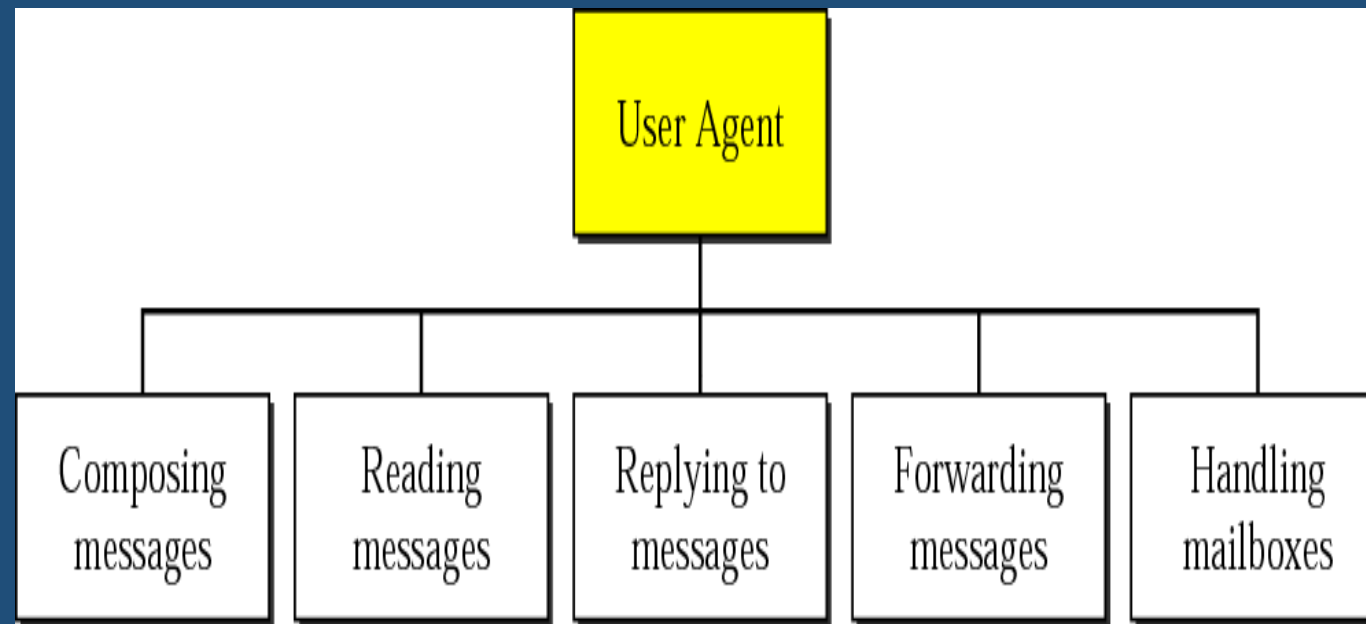 User Agent
Composing
messages
Reading
messages
Replying to
messages
Forwarding
messages
Handling
mailboxes